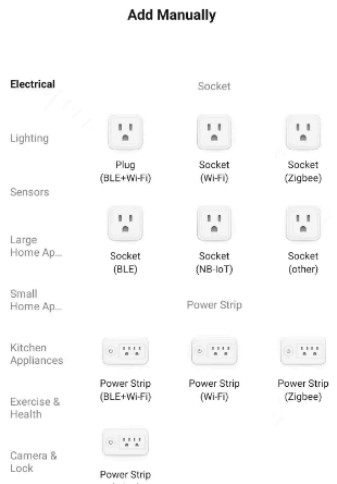 Add Manually
Electrical
Lighting
Sensors
Large
Home Ap...
Small
Home Ap...
Kitchen
Appliances
Exercise &
Health
Camera &
Lock
Socket
Plug
(BLE+Wi-Fi)
Socket
(Wi-Fi)
Socket
(Zigbee)
Socket
(BLE)
Socket
(NB-IoT)
Socket
(other)
Power Strip
Power Strip
(BLE+Wi-Fi)
Power Strip
(Wi-Fi)
Power Strip
(Zigbee)
Power Strip